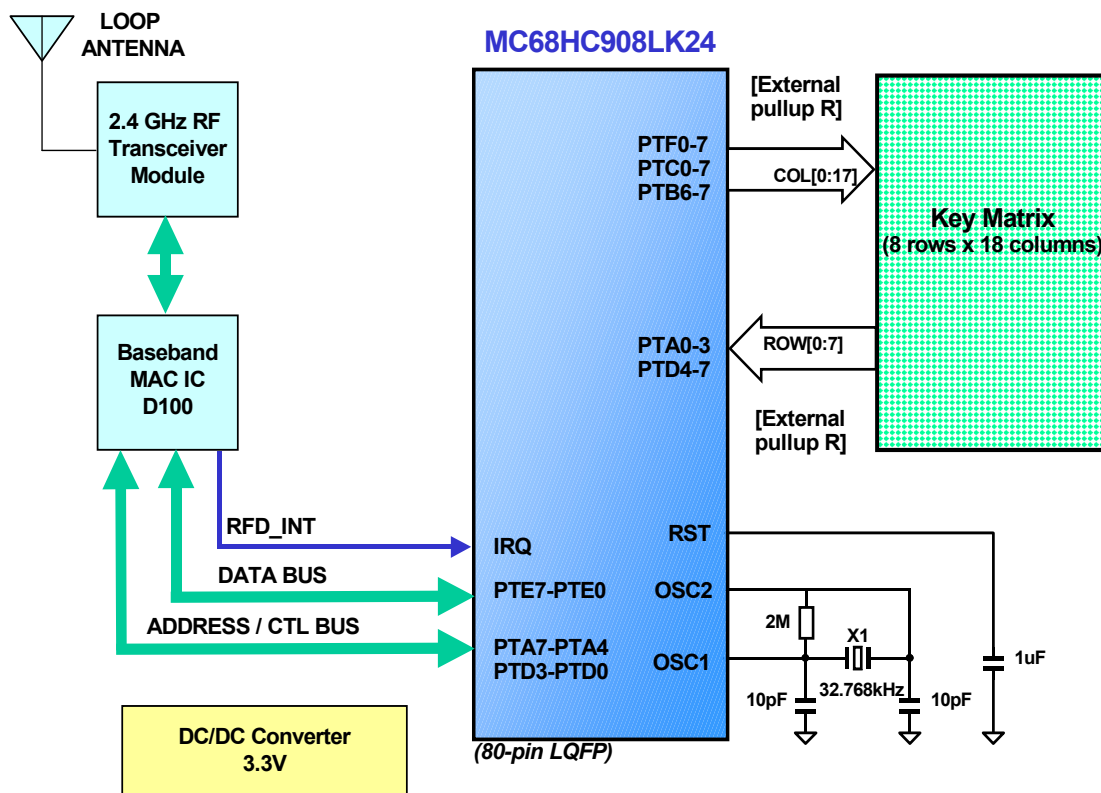 LOOP
ANTENNA
MC68HC908LK24
2.4 GHz RF
Transceiver
Module
[External
pullup R]
PTF0-7
PTC0-7
PTB6-7
COL[0:17]
Key Matrix
(8 rows x 18 columns)
Baseband
MAC IC
D100
PTA0-3
PTD4-7
ROW[0:7]
[External
pullup R]
RFD_INT
IRQ
RST
DATA BUS
PTE7-PTE0
OSC2
ADDRESS / CTL BUS
PTA7-PTA4
PTD3-PTD0
OSC1
2M
X1
1uF
10pF
32.768kHz
10pF
DC/DC Converter
3.3V
(80-pin LQFP)